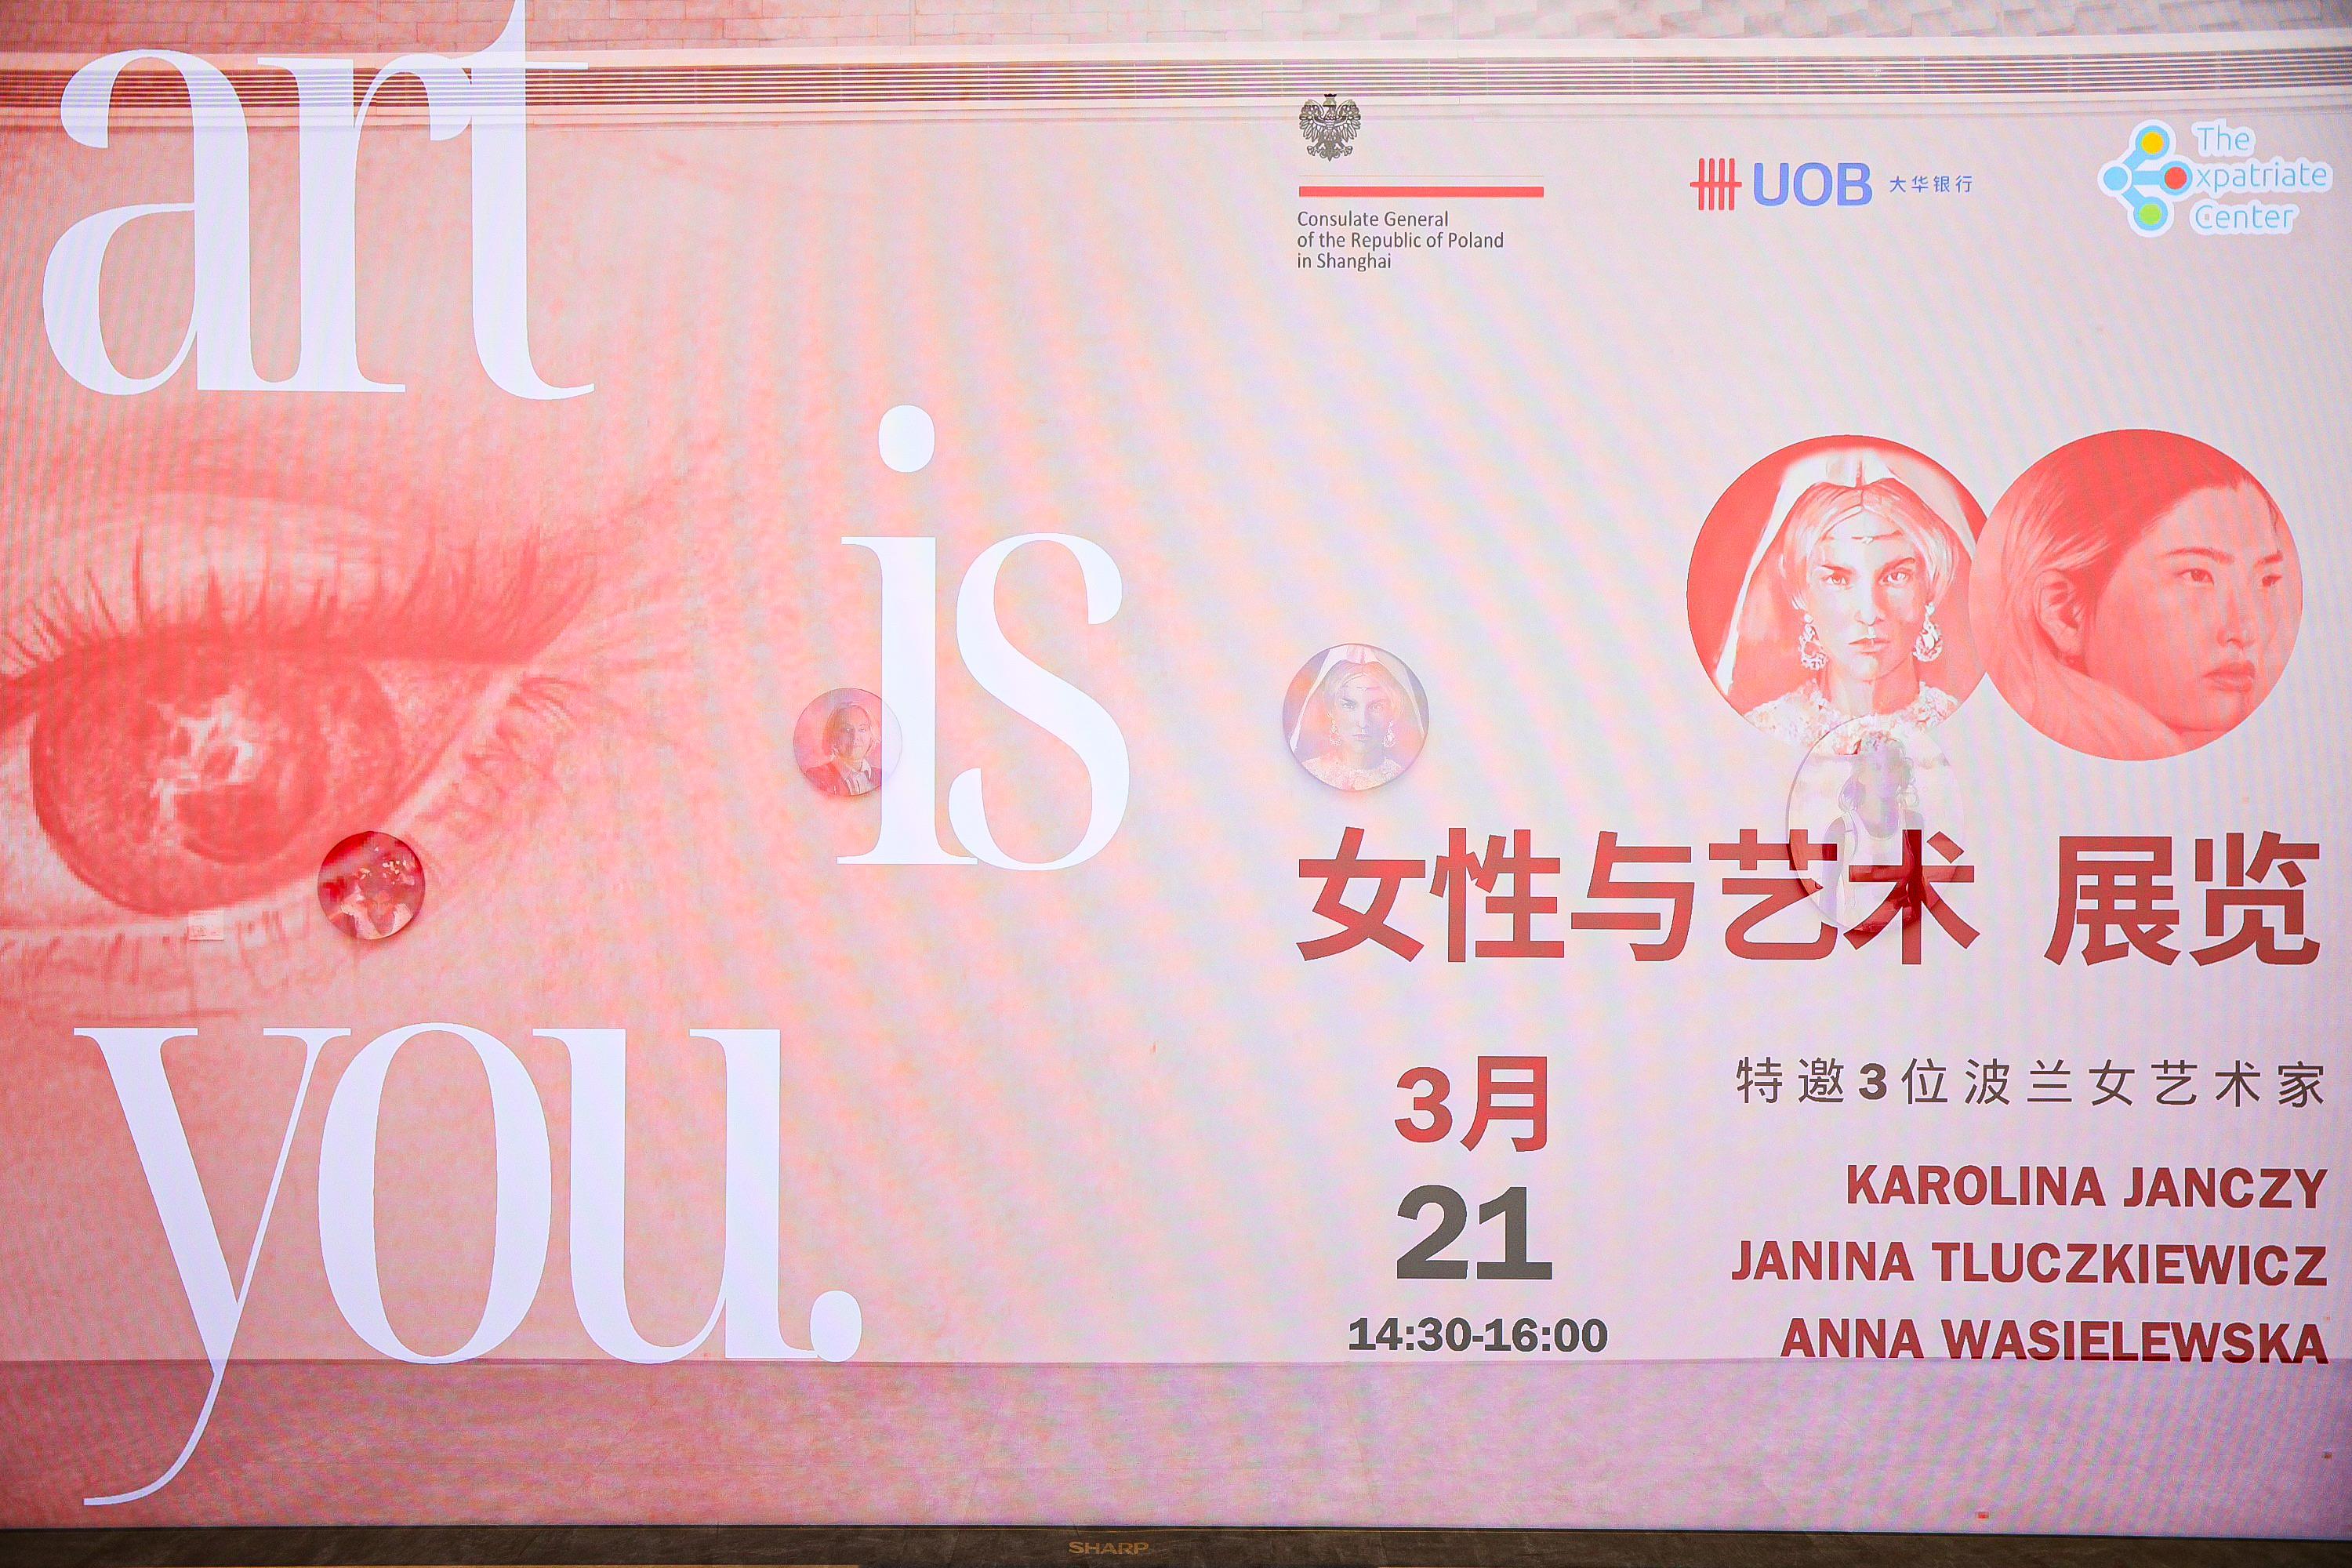 art
is
you.
Consulate General
of the Republic of Poland
in Shanghai
UOB 大华银行
The
xpatriate
Center
女性与艺术 展览
3月
21
14:30-16:00
特邀3位波兰女艺术家
KAROLINA JANCZY
JANINA TLUCZKIEWICZ
ANNA WASIELEWSKA
SHARP